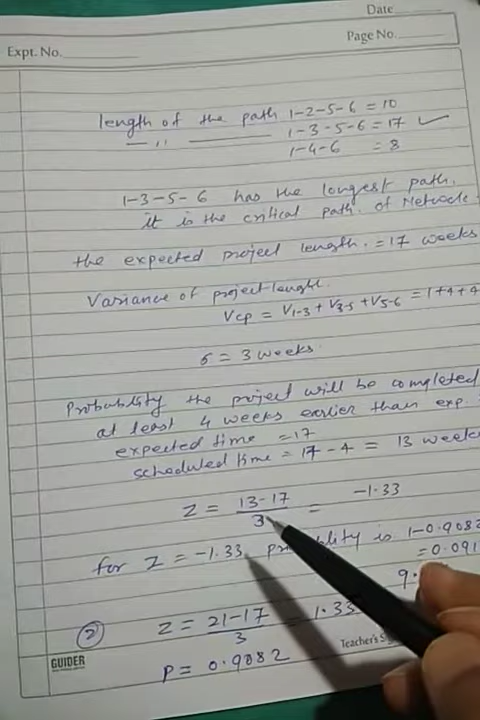 Date
Expt. No.
Page No.
length of the path 1-2-5-6 = 10
— ,, — 1-3-5-6 = 17 ✓
1-4-6 = 8
1-3-5-6 has the longest path.
it is the critical path. of Network
the expected project length. = 17 weeks
Variance of project lenght.
Vcp = V1-3 + V3-5 + V5-6 = 1+4+4
σ = 3 weeks.
Probability the project will be completed
at least 4 weeks earlier than exp.
expected time = 17
scheduled time = 17 - 4 = 13 week
Z = 13-17 / 3 = -1.33
for Z = -1.33 is 1-0.9082
= 0.091
9.
② Z = 21-17 / 3 = 1.33
P = 0.9082
GUIDER
Teacher's